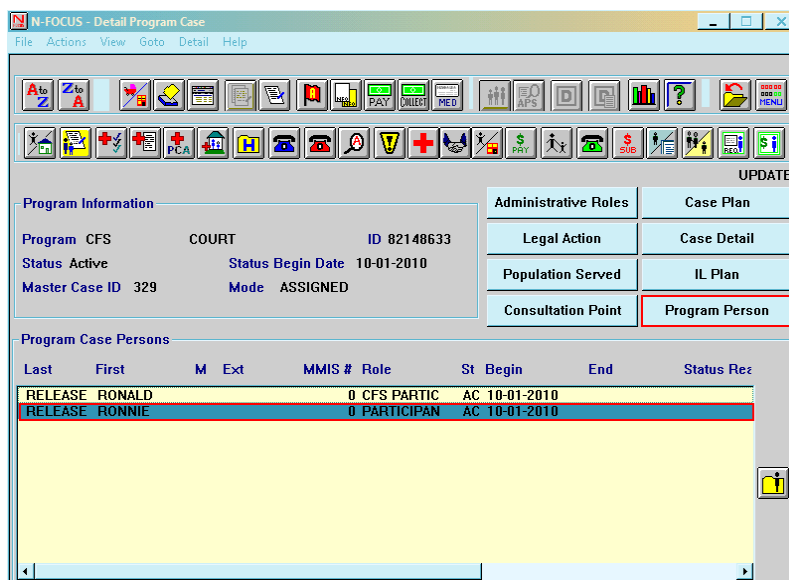 N-FOCUS - Detail Program Case
File Actions View Goto Detail Help
A to Z Z to A INFO PAY COLLECT MED APS D ? MENU
PCA H A PAY SUB REQ $
UPDATE
Program Information
Program CFS COURT ID 82148633
Status Active Status Begin Date 10-01-2010
Master Case ID 329 Mode ASSIGNED
Administrative Roles Case Plan
Legal Action Case Detail
Population Served IL Plan
Consultation Point Program Person
Program Case Persons
Last First M Ext MMIS # Role St Begin End Status Rea
RELEASE RONALD 0 CFS PARTIC AC 10-01-2010
RELEASE RONNIE 0 PARTICIPAN AC 10-01-2010